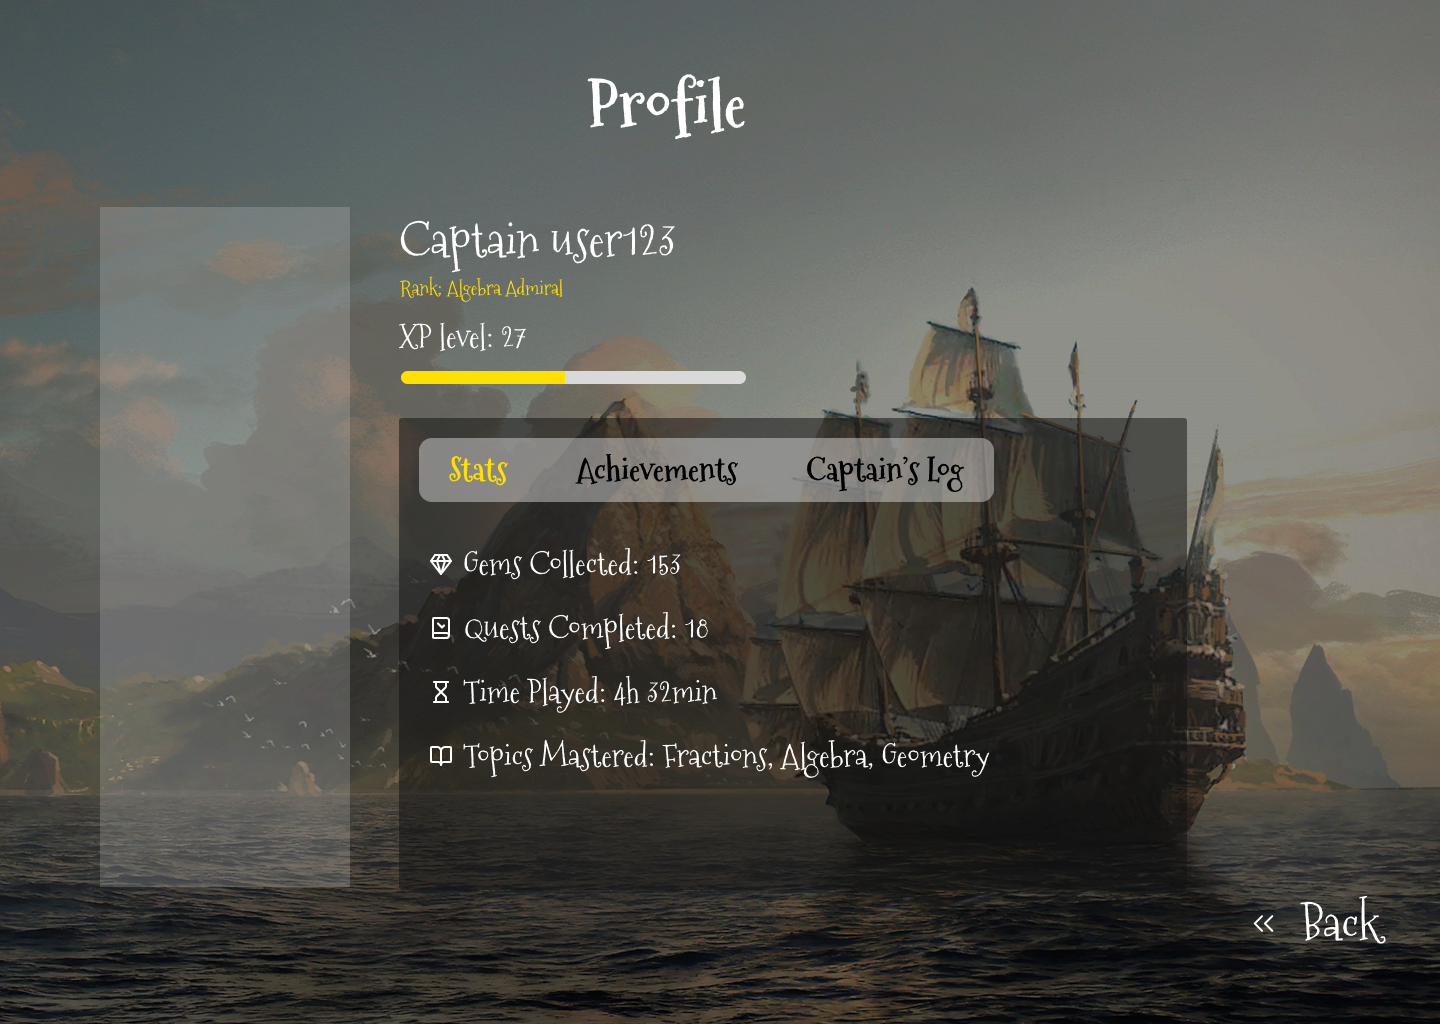 Profile
Captain user123
Rank: Algebra Admiral
XP level: 27
Stats Achievements Captain's Log
Gems Collected: 153
Quests Completed: 18
Time Played: 4h 32min
Topics Mastered: Fractions, Algebra, Geometry
« Back